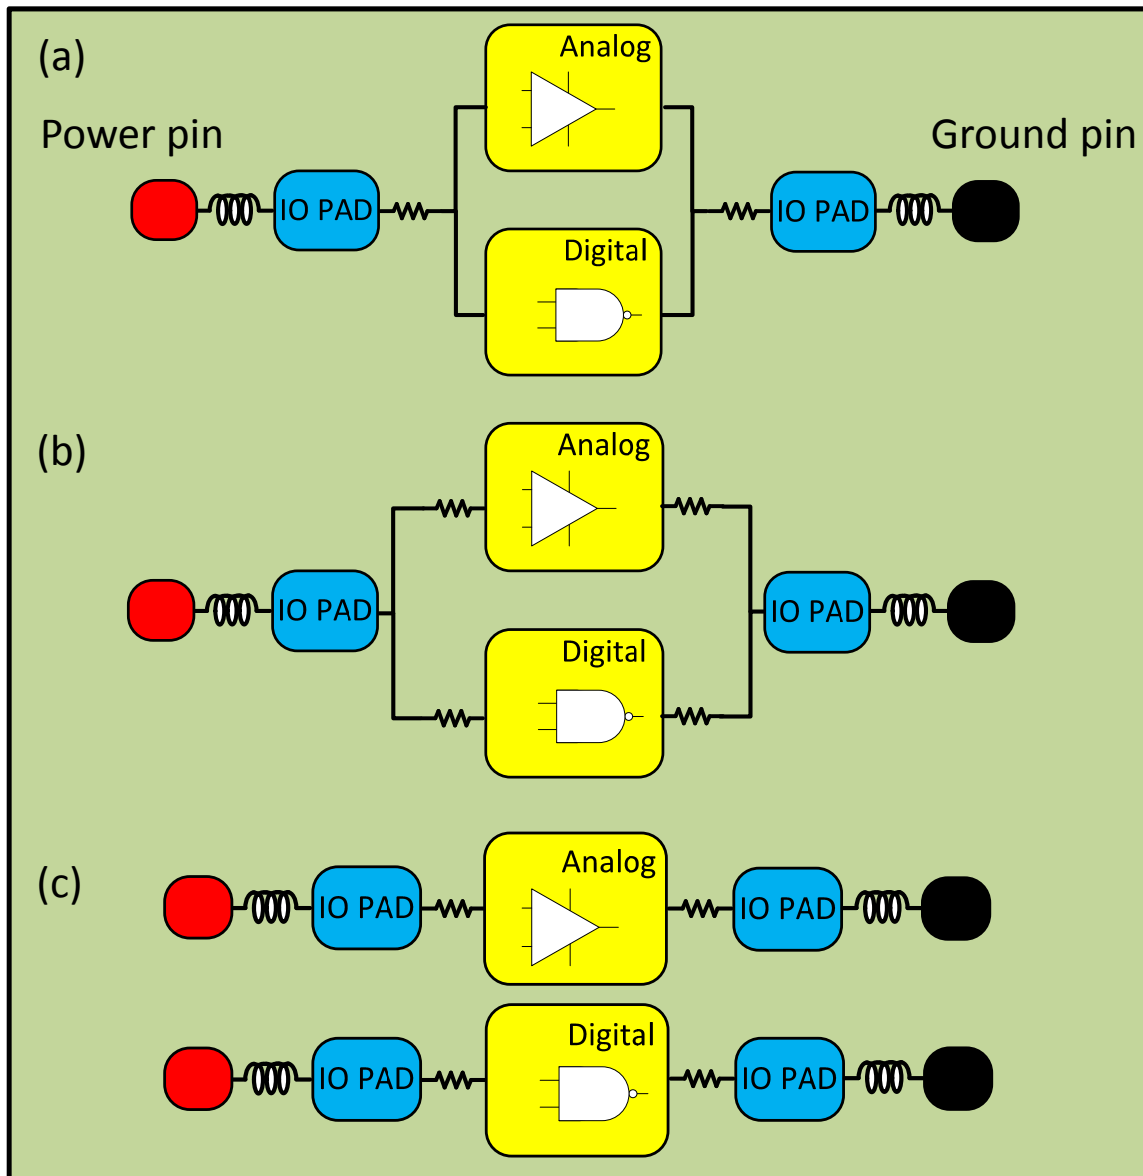 (a)
Analog
Power pin
Ground pin
IO PAD
IO PAD
Digital
(b)
Analog
IO PAD
IO PAD
Digital
(c)
Analog
IO PAD
IO PAD
Digital
IO PAD
IO PAD